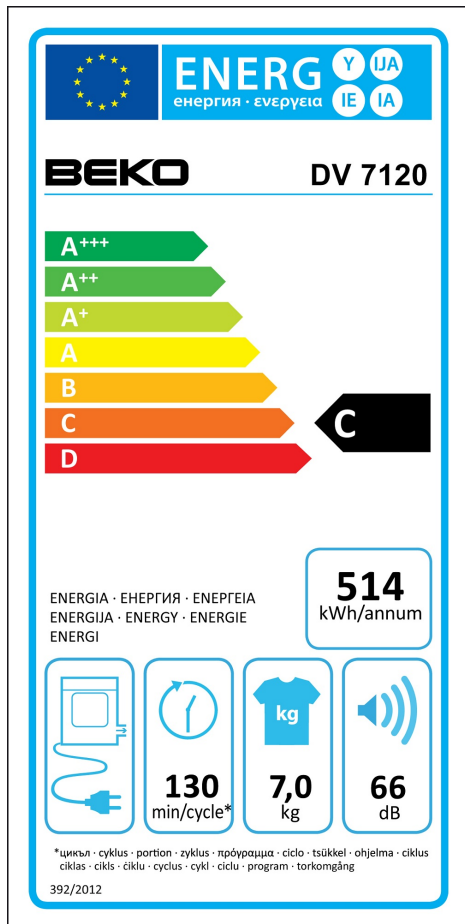 ENERG
енергия · ενεργεια
Y
IJA
IE
IA
BEKO
DV 7120
A+++
A++
A+
A
B
C
D
C
514
kWh/annum
ENERGIA · ЕНЕРГИЯ · ΕΝΕΡΓΕΙΑ
ENERGIJA · ENERGY · ENERGIE
ENERGI
130
min/cycle*
kg
7,0
kg
66
dB
*цикъл · cyklus · portion · zyklus · πρόγραμμα · ciclo · tsükkel · ohjelma · ciklus
ciklas · cikls · ċiklu · cyclus · cykl · ciclu · program · torkomgång
392/2012